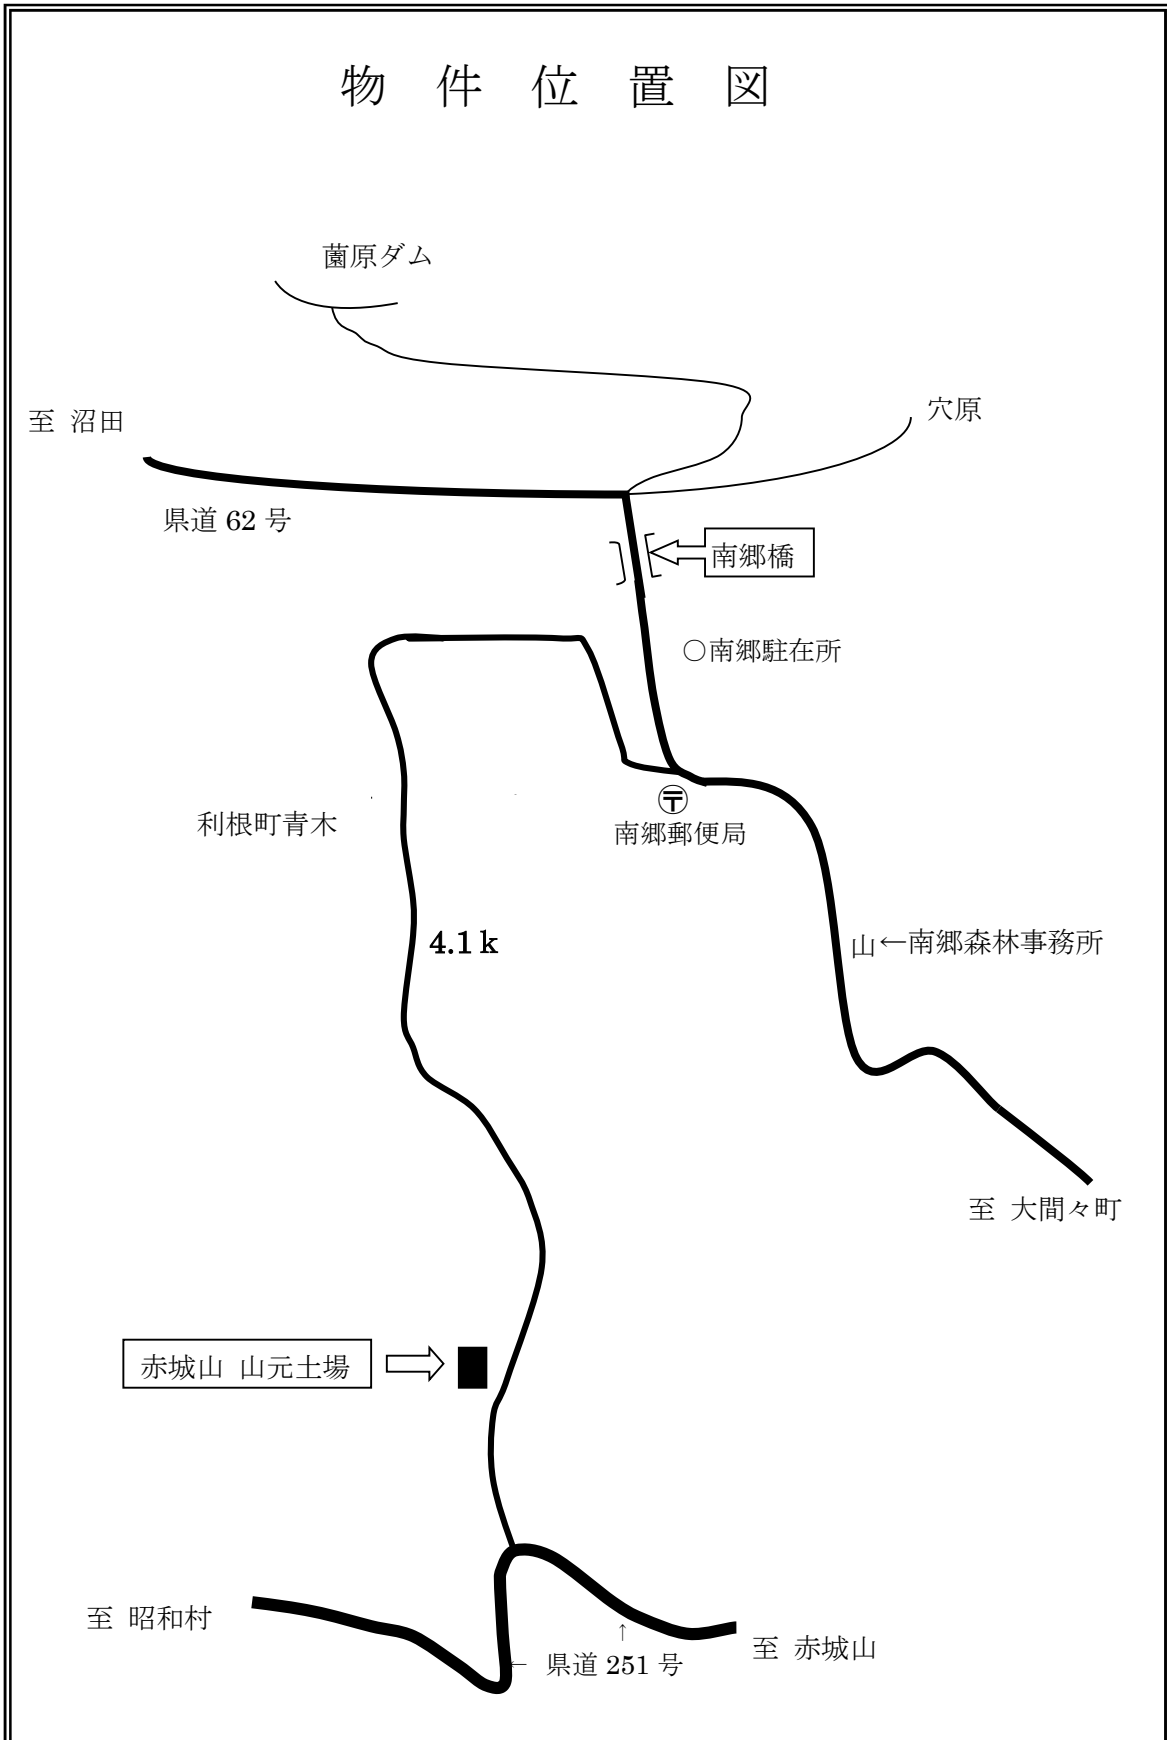 物件位置図
薗原ダム
至 沼田
穴原
県道 62 号
南郷橋
○南郷駐在所
〒
南郷郵便局
利根町青木
4.1ｋ
山←南郷森林事務所
至 大間々町
赤城山 山元土場
至 昭和村
↑
← 県道 251 号
至 赤城山